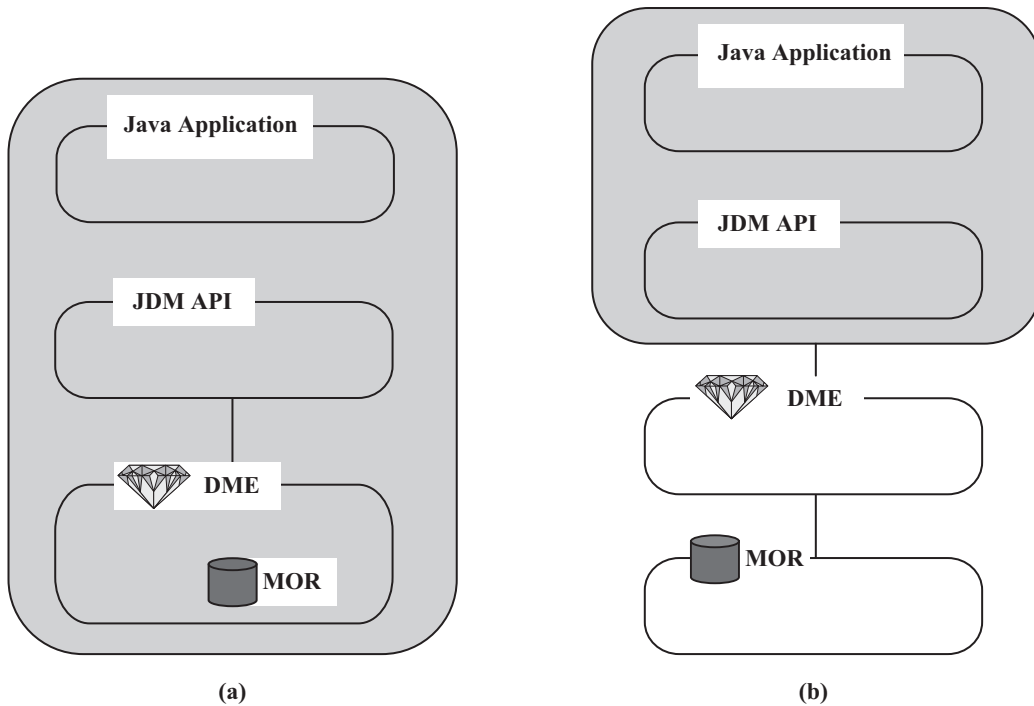 Java Application
JDM API
DME
MOR
(a)
Java Application
JDM API
DME
MOR
(b)